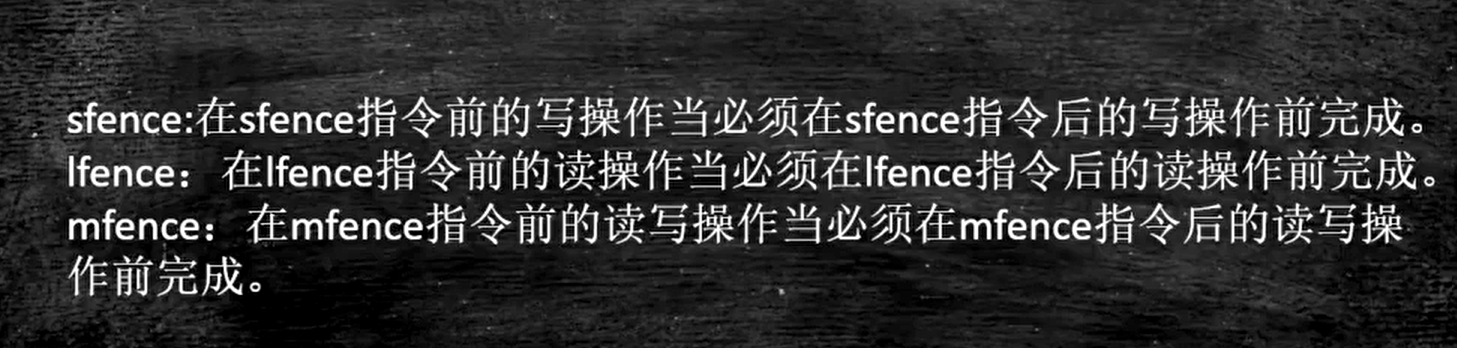 sfence:在sfence指令前的写操作当必须在sfence指令后的写操作前完成。
lfence：在lfence指令前的读操作当必须在lfence指令后的读操作前完成。
mfence：在mfence指令前的读写操作当必须在mfence指令后的读写操
作前完成。